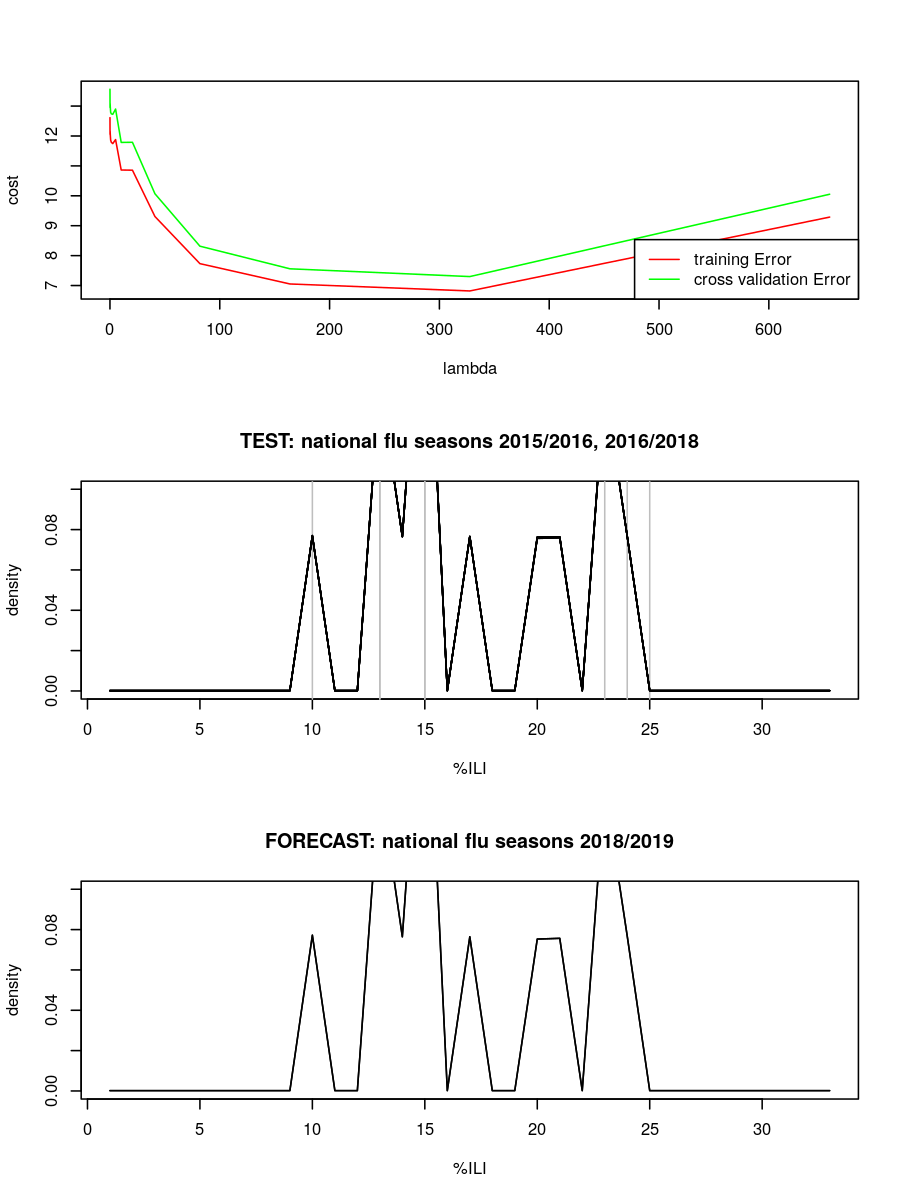 cost
12
10
9
8
7
training Error
cross validation Error
0 100 200 300 400 500 600
lambda
TEST: national flu seasons 2015/2016, 2016/2018
density
0.08
0.04
0.00
0 5 10 15 20 25 30
%ILI
FORECAST: national flu seasons 2018/2019
density
0.08
0.04
0.00
0 5 10 15 20 25 30
%ILI